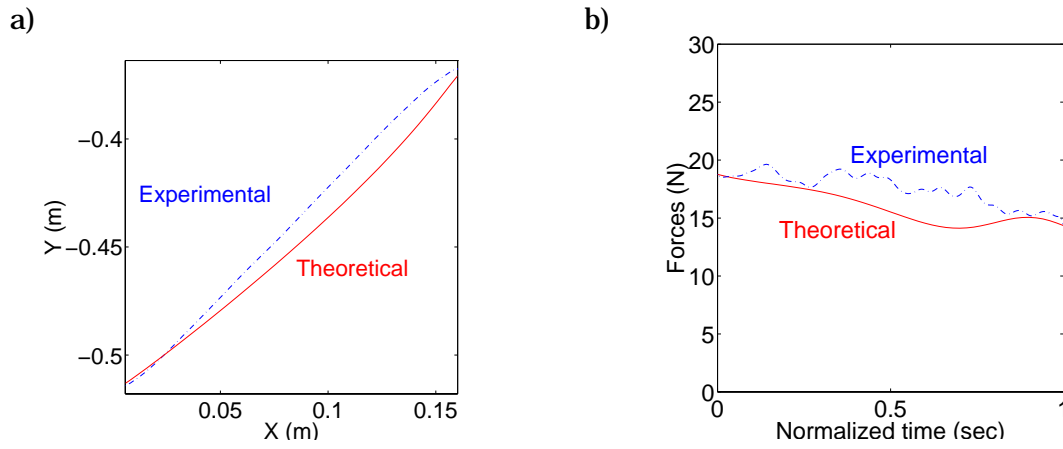 a)
−0.4
−0.45
−0.5
Y (m)
Experimental
Theoretical
0.05
0.1
0.15
X (m)
b)
30
25
20
15
10
5
0
Forces (N)
Experimental
Theoretical
0
0.5
1
Normalized time (sec)